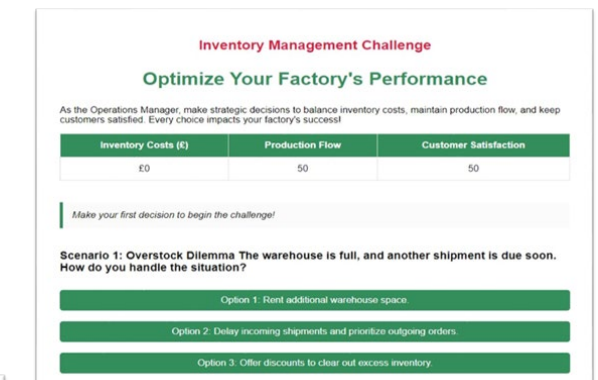 Inventory Management Challenge
Optimize Your Factory's Performance
As the Operations Manager, make strategic decisions to balance inventory costs, maintain production flow, and keep
customers satisfied. Every choice impacts your factory's success!
Inventory Costs (£) Production Flow Customer Satisfaction
£0 50 50
Make your first decision to begin the challenge!
Scenario 1: Overstock Dilemma The warehouse is full, and another shipment is due soon.
How do you handle the situation?
Option 1: Rent additional warehouse space.
Option 2: Delay incoming shipments and prioritize outgoing orders.
Option 3: Offer discounts to clear out excess inventory.